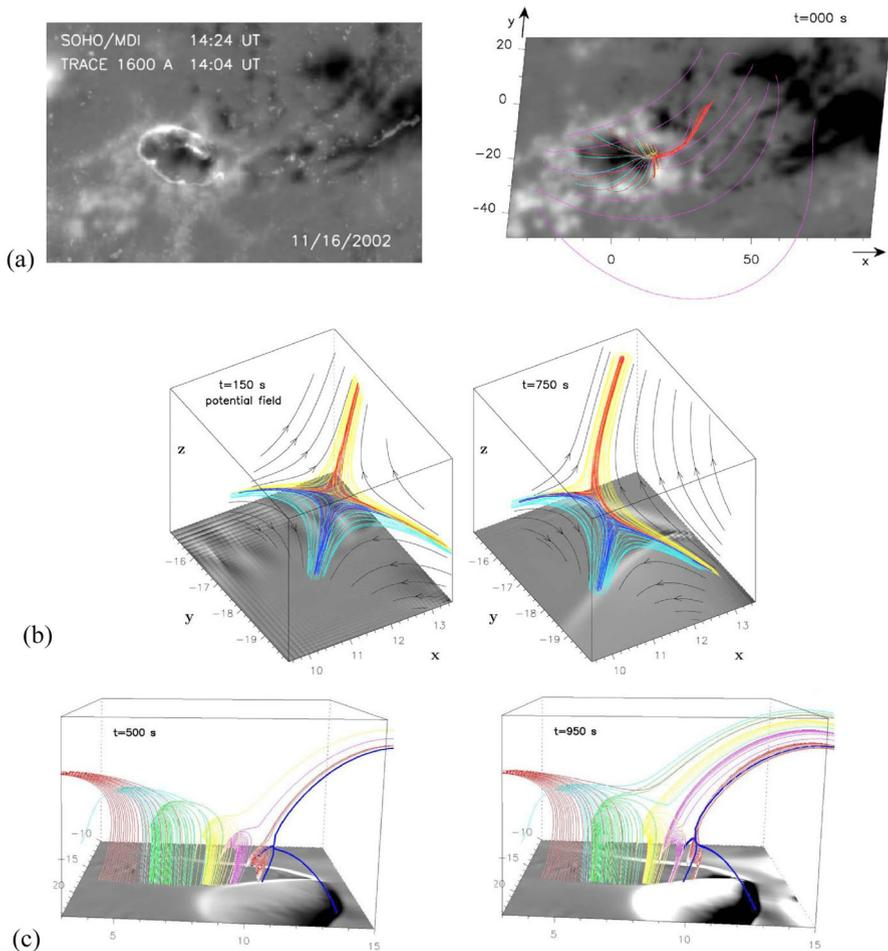 (a)
SOHO/MDI 14:24 UT
TRACE 1600 A 14:04 UT
11/16/2002
y
t=000 s
20
0
−20
−40
0
50
x
(b)
t=150 s
potential field
z
−16
−17
−18
−19
y
10
11
12
13
x
t=750 s
z
−16
−17
−18
−19
y
10
11
12
13
x
(c)
t=500 s
−10
−15
20
5
10
15
t=950 s
−10
−15
20
5
10
15